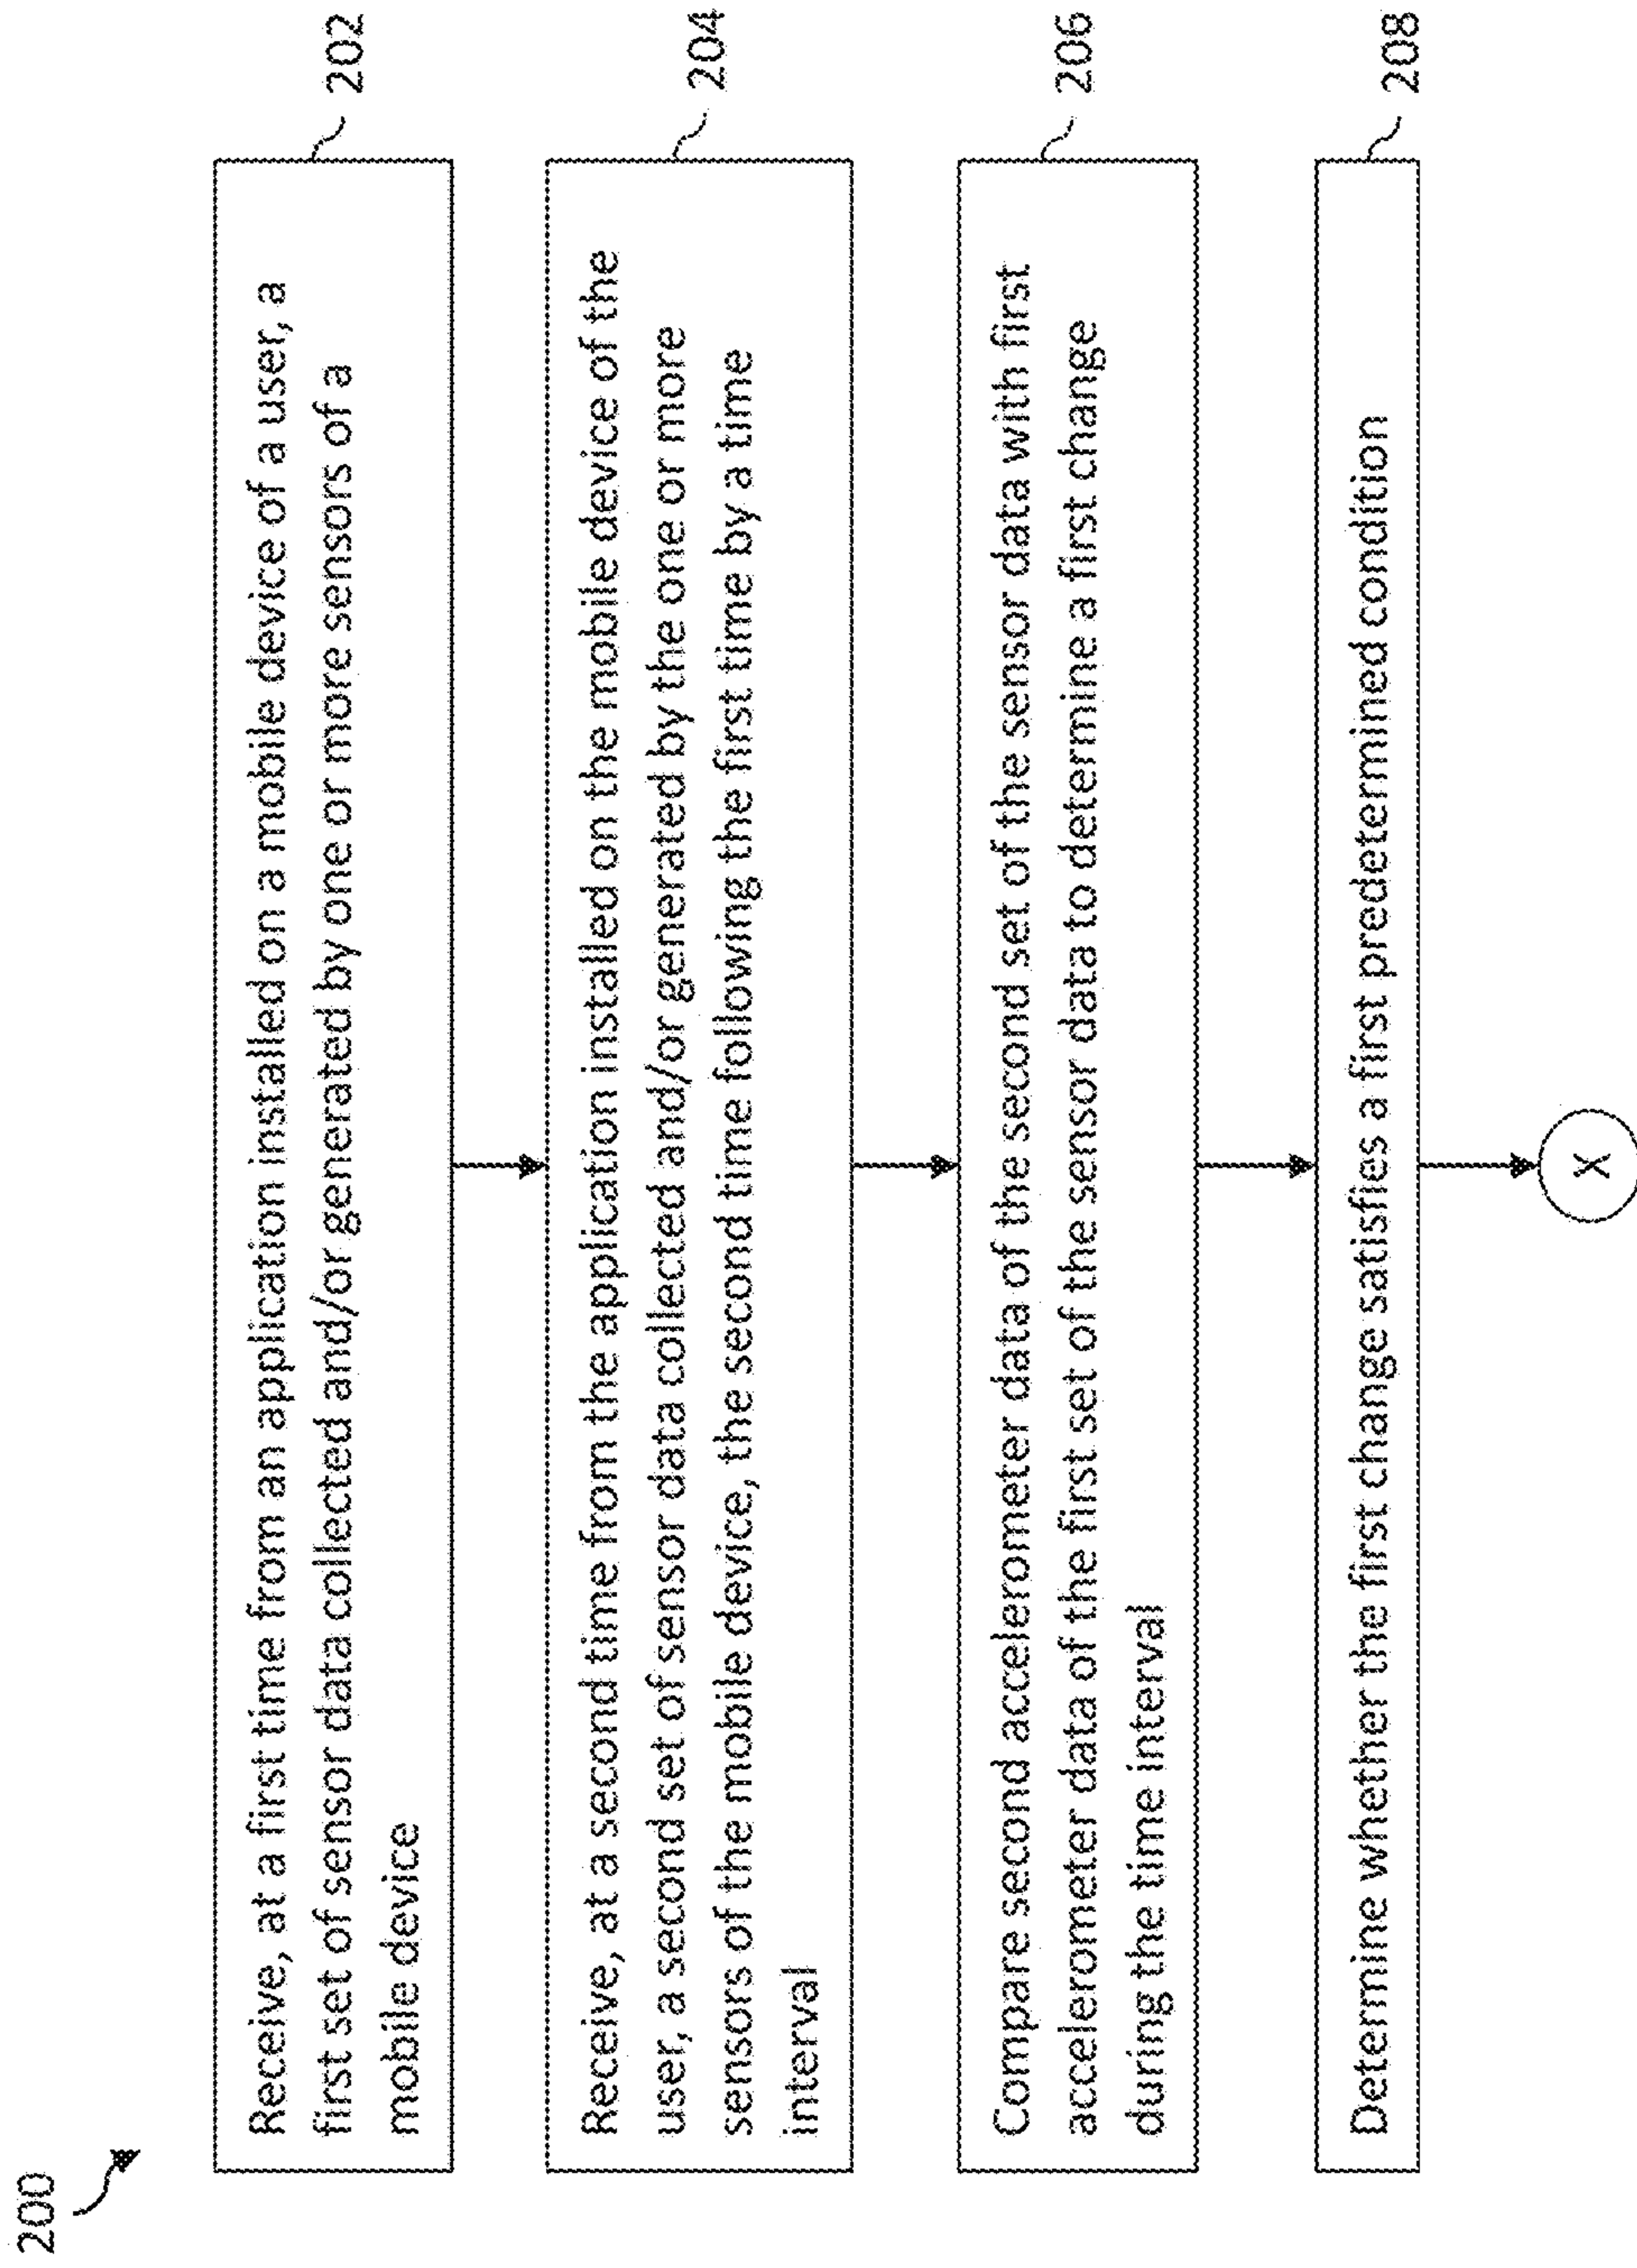 200
Receive, at a first time from an application installed on a mobile device of a user, a
first set of sensor data collected and/or generated by one or more sensors of a
mobile device
202
Receive, at a second time from the application installed on the mobile device of the
user, a second set of sensor data collected and/or generated by the one or more
sensors of the mobile device, the second time following the first time by a time
interval
204
Compare second accelerometer data of the second set of the sensor data with first
accelerometer data of the first set of the sensor data to determine a first change
during the time interval
206
Determine whether the first change satisfies a first predetermined condition
208
X